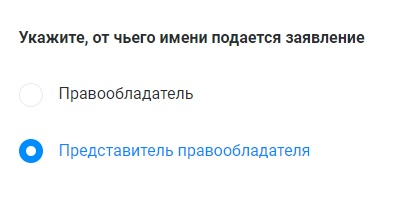 Укажите, от чьего имени подается заявление
Правообладатель
Представитель правообладателя